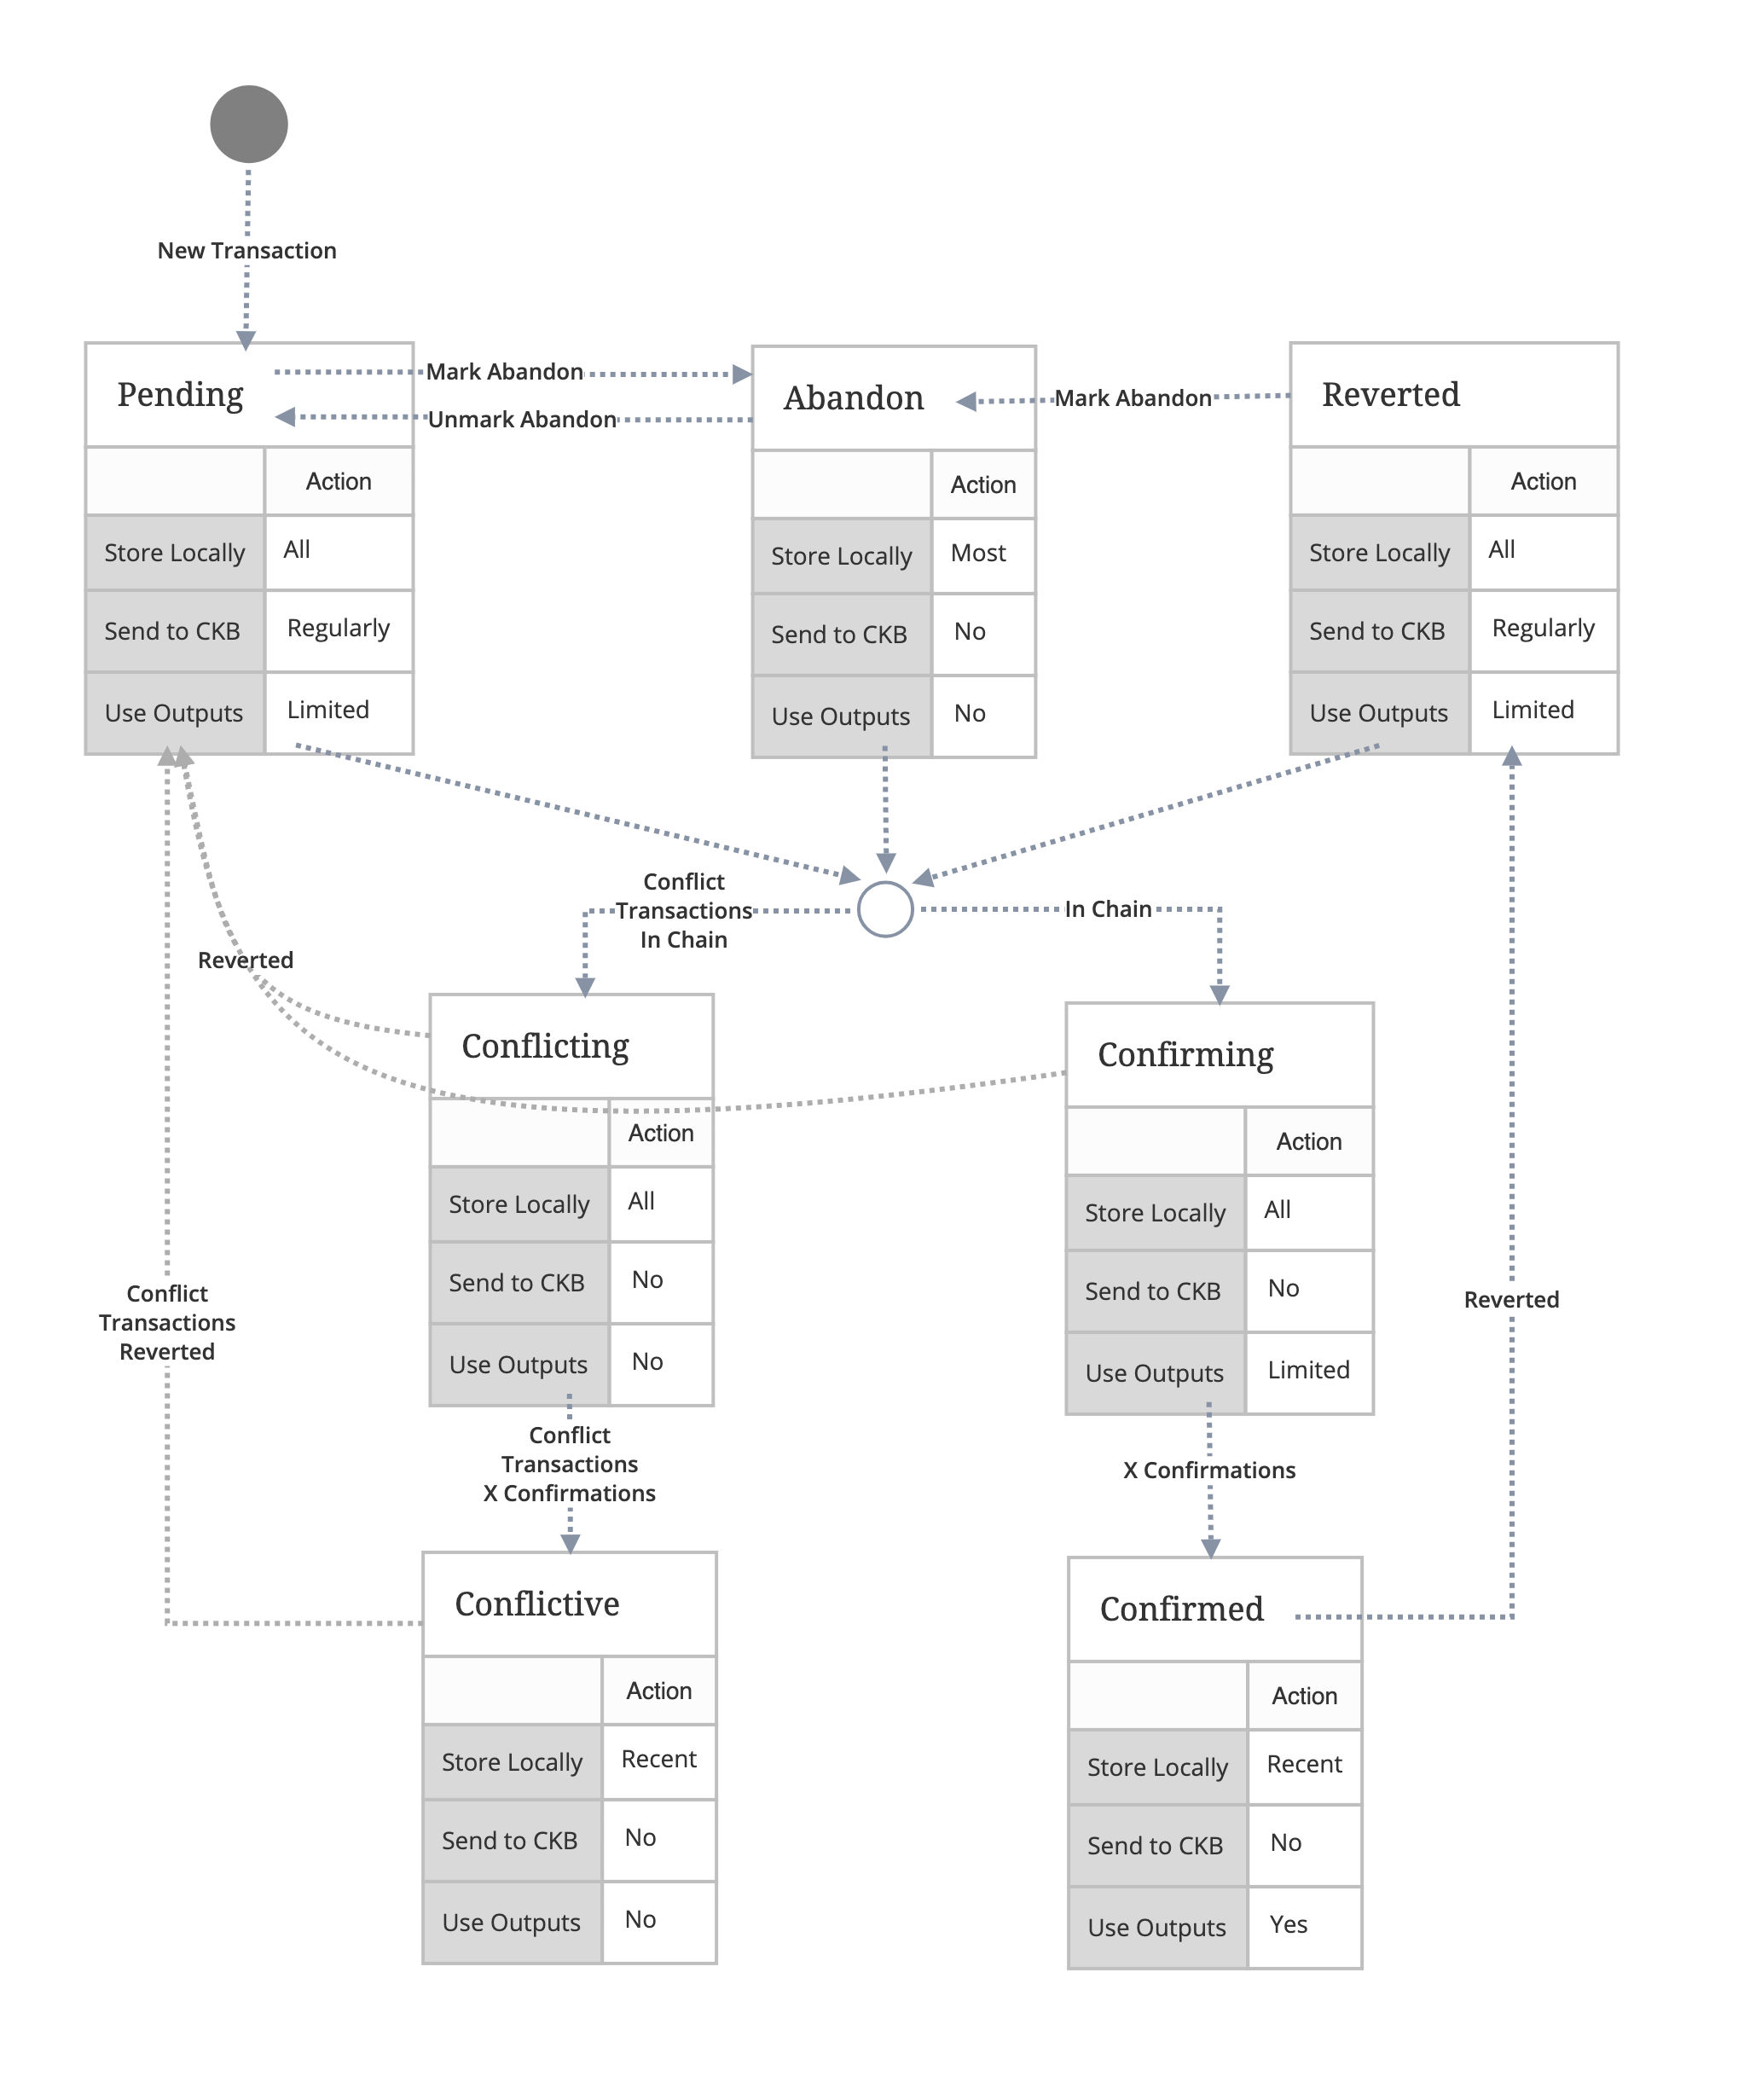 New Transaction
Pending
Action
Store Locally All
Send to CKB Regularly
Use Outputs Limited
Mark Abandon
Unmark Abandon
Abandon
Action
Store Locally Most
Send to CKB No
Use Outputs No
Mark Abandon
Reverted
Action
Store Locally All
Send to CKB Regularly
Use Outputs Limited
Conflict
Transactions
In Chain
In Chain
Reverted
Conflicting
Action
Store Locally All
Send to CKB No
Use Outputs No
Confirming
Action
Store Locally All
Send to CKB No
Use Outputs Limited
Conflict
Transactions
Reverted
Reverted
Conflict
Transactions
X Confirmations
X Confirmations
Conflictive
Action
Store Locally Recent
Send to CKB No
Use Outputs No
Confirmed
Action
Store Locally Recent
Send to CKB No
Use Outputs Yes